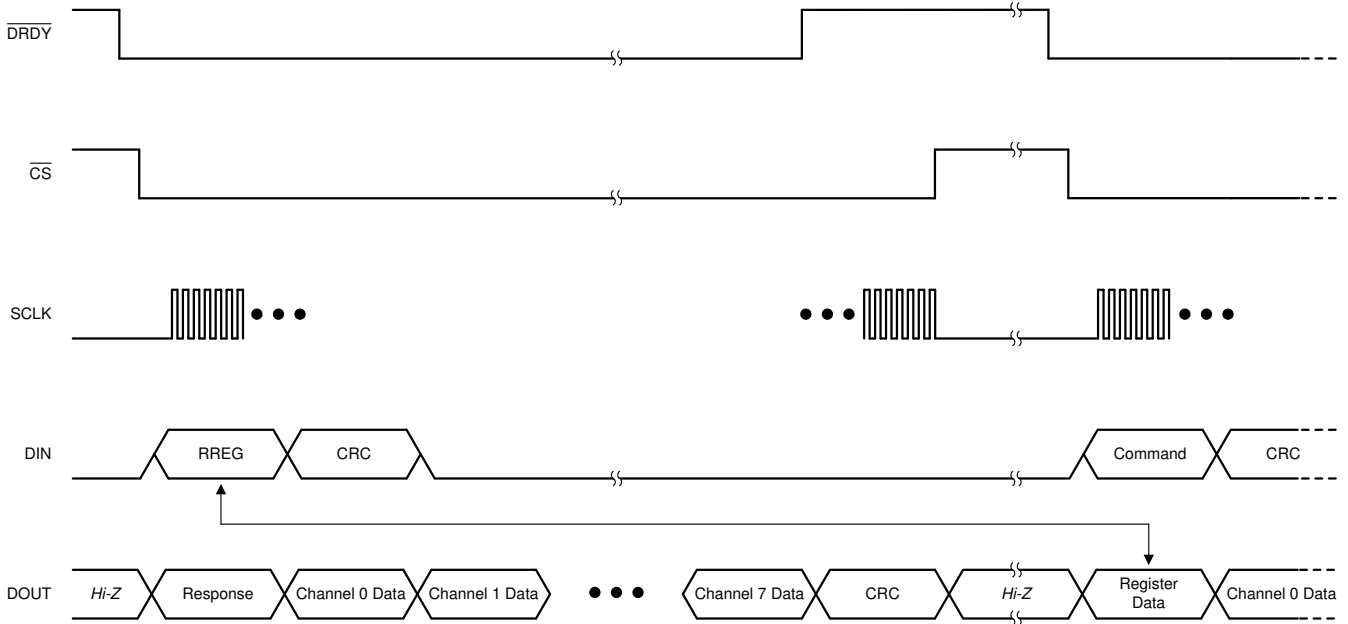 DRDY
CS
SCLK
DIN
RREG
CRC
Command
CRC
DOUT
Hi-Z
Response
Channel 0 Data
Channel 1 Data
Channel 7 Data
CRC
Hi-Z
Register
Data
Channel 0 Data